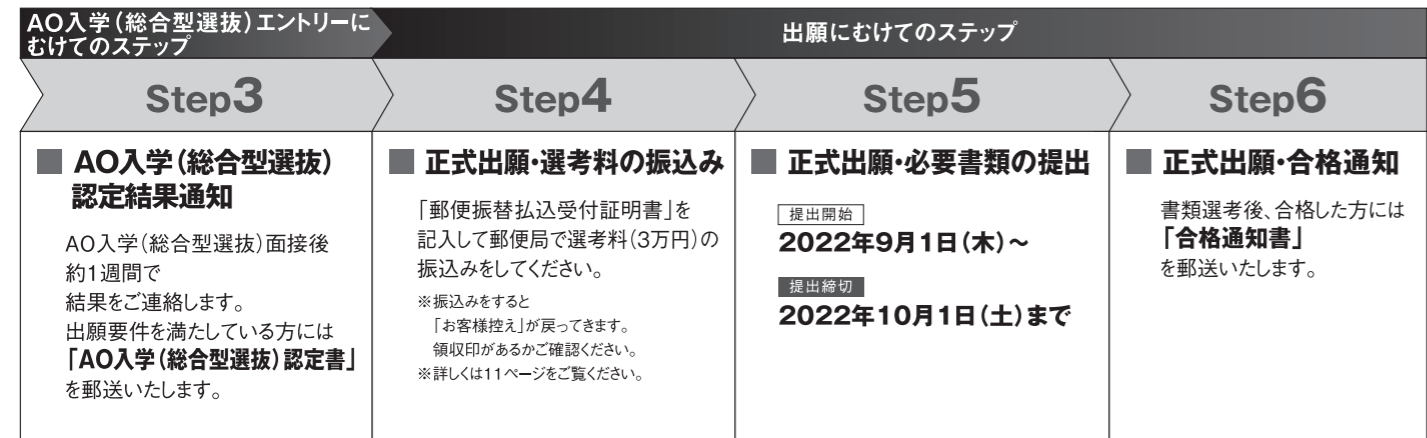 AO入学(総合型選抜)エントリーに
むけてのステップ
出願にむけてのステップ
Step3
Step4
Step5
Step6
■ AO入学(総合型選抜)
認定結果通知
AO入学(総合型選抜)面接後
約1週間で
結果をご連絡します。
出願要件を満たしている方には
「AO入学(総合型選抜)認定書」
を郵送いたします。
■ 正式出願・選考料の振込み
「郵便振替払込受付証明書」を
記入して郵便局で選考料(3万円)の
振込みをしてください。
※振込みをすると
「お客様控え」が戻ってきます。
領収印があるかご確認ください。
※詳しくは11ページをご覧ください。
■ 正式出願・必要書類の提出
提出開始
2022年9月1日(木)~
提出締切
2022年10月1日(土)まで
■ 正式出願・合格通知
書類選考後、合格した方には
「合格通知書」
を郵送いたします。